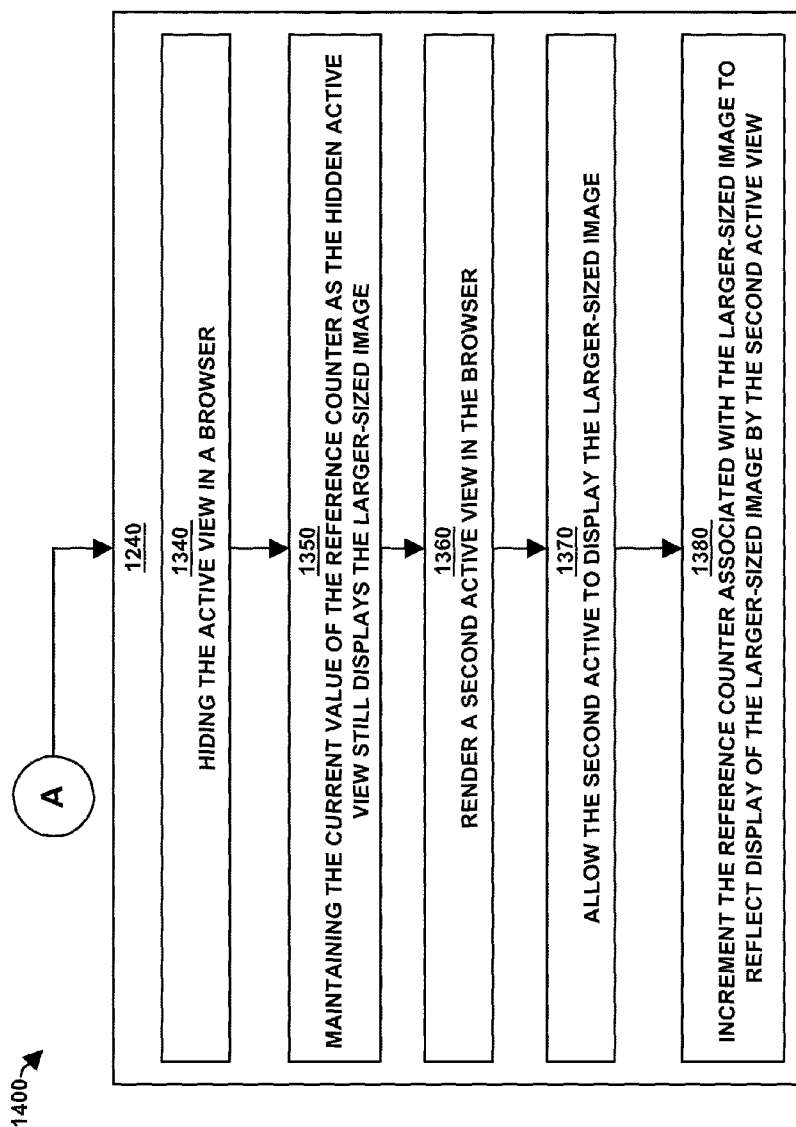 1400
A
1240
1340
HIDING THE ACTIVE VIEW IN A BROWSER
1350
MAINTAINING THE CURRENT VALUE OF THE REFERENCE COUNTER AS THE HIDDEN ACTIVE
VIEW STILL DISPLAYS THE LARGER-SIZED IMAGE
1360
RENDER A SECOND ACTIVE VIEW IN THE BROWSER
1370
ALLOW THE SECOND ACTIVE TO DISPLAY THE LARGER-SIZED IMAGE
1380
INCREMENT THE REFERENCE COUNTER ASSOCIATED WITH THE LARGER-SIZED IMAGE TO
REFLECT DISPLAY OF THE LARGER-SIZED IMAGE BY THE SECOND ACTIVE VIEW